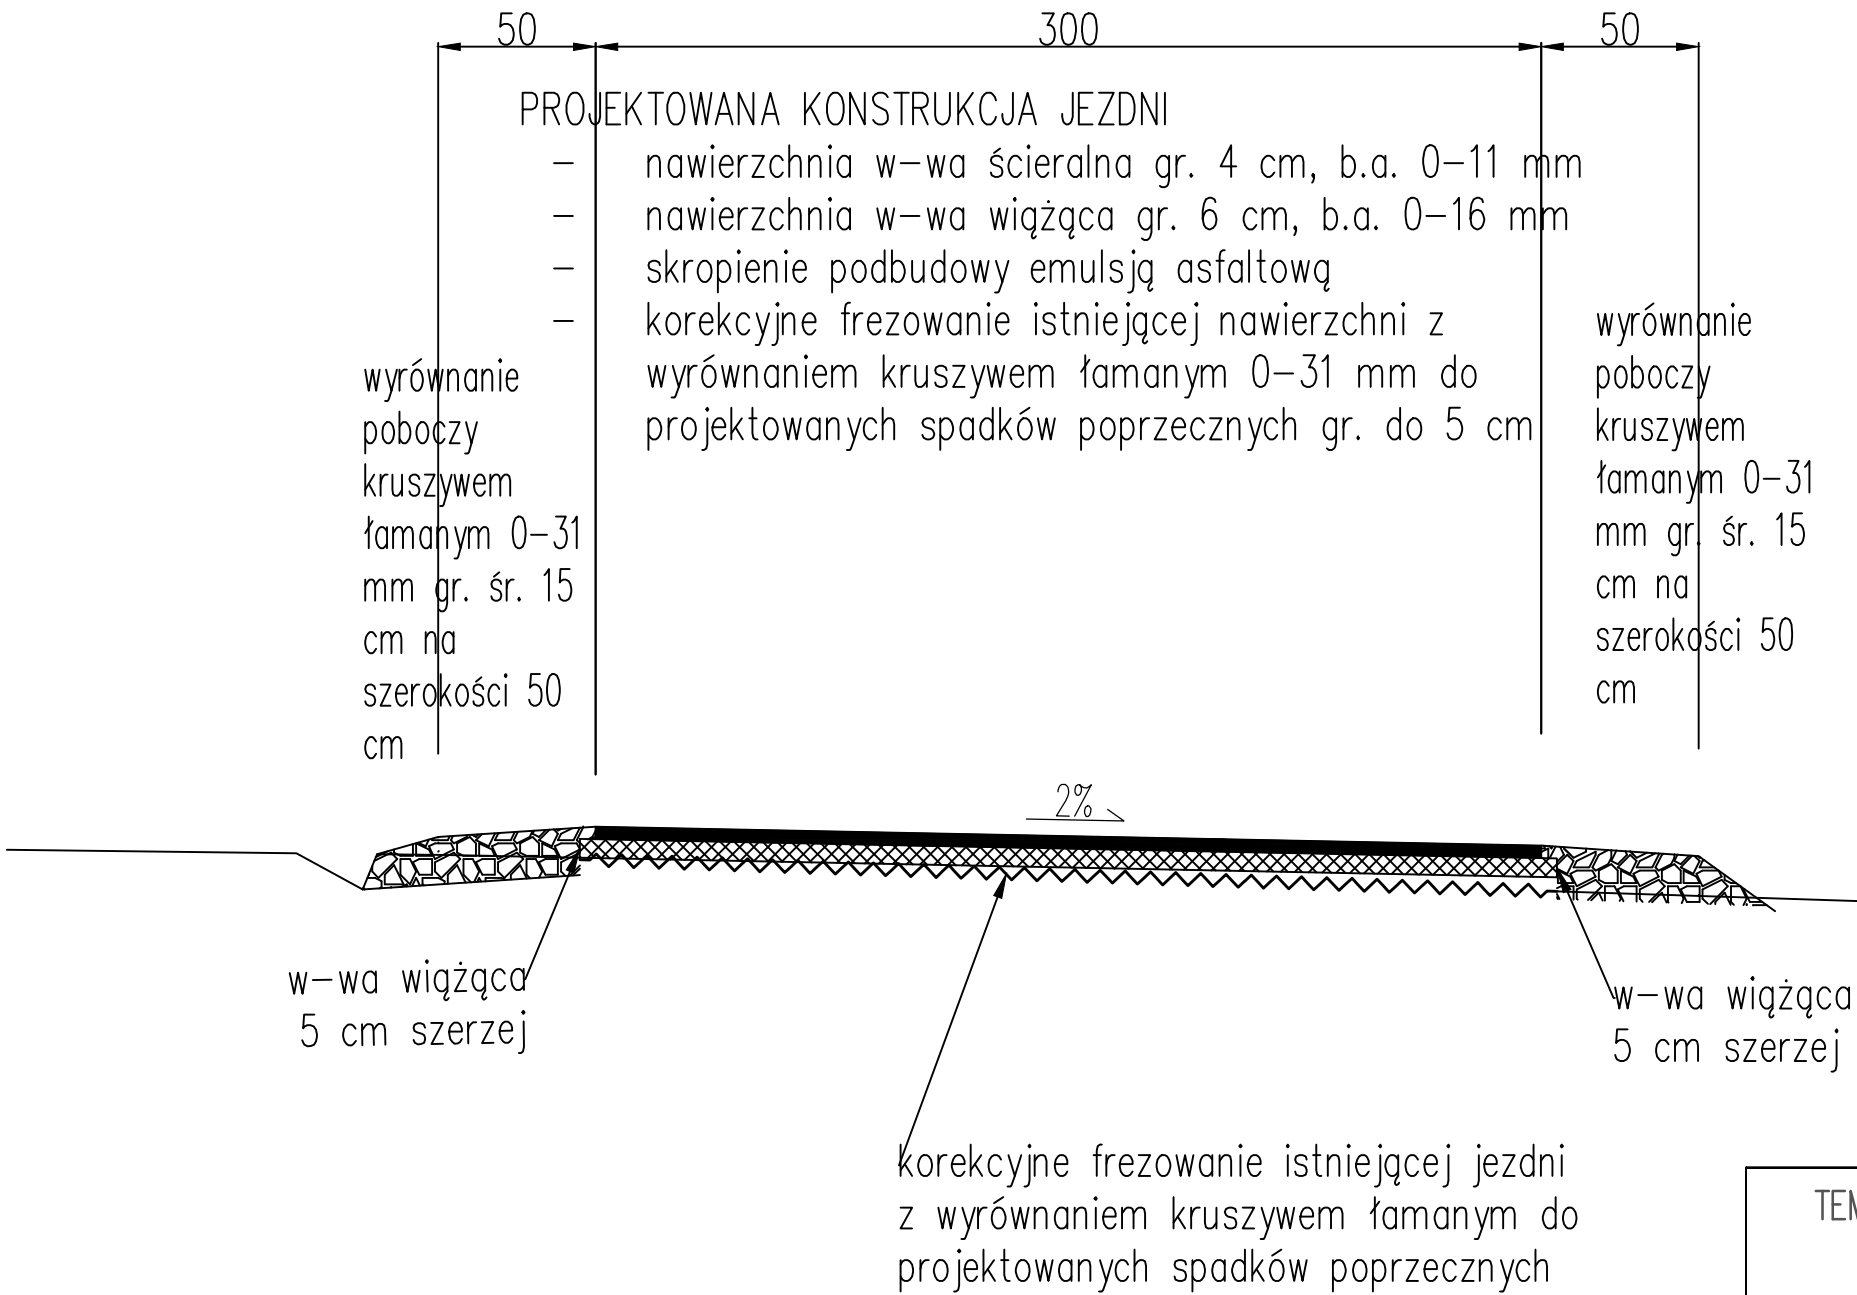 50
300
50
PROJEKTOWANA KONSTRUKCJA JEZDNI
– nawierzchnia w–wa ścieralna gr. 4 cm, b.a. 0–11 mm
– nawierzchnia w–wa wiążąca gr. 6 cm, b.a. 0–16 mm
– skropienie podbudowy emulsją asfaltową
– korekcyjne frezowanie istniejącej nawierzchni z
wyrównaniem kruszywem łamanym 0–31 mm do
projektowanych spadków poprzecznych gr. do 5 cm
wyrównanie
poboczy
kruszywem
łamanym 0–31
mm gr. śr. 15
cm na
szerokości 50
cm
wyrównanie
poboczy
kruszywem
łamanym 0–31
mm gr. śr. 15
cm na
szerokości 50
cm
2%
w–wa wiążąca
5 cm szerzej
w–wa wiążąca
5 cm szerzej
korekcyjne frezowanie istniejącej jezdni
z wyrównaniem kruszywem łamanym do
projektowanych spadków poprzecznych